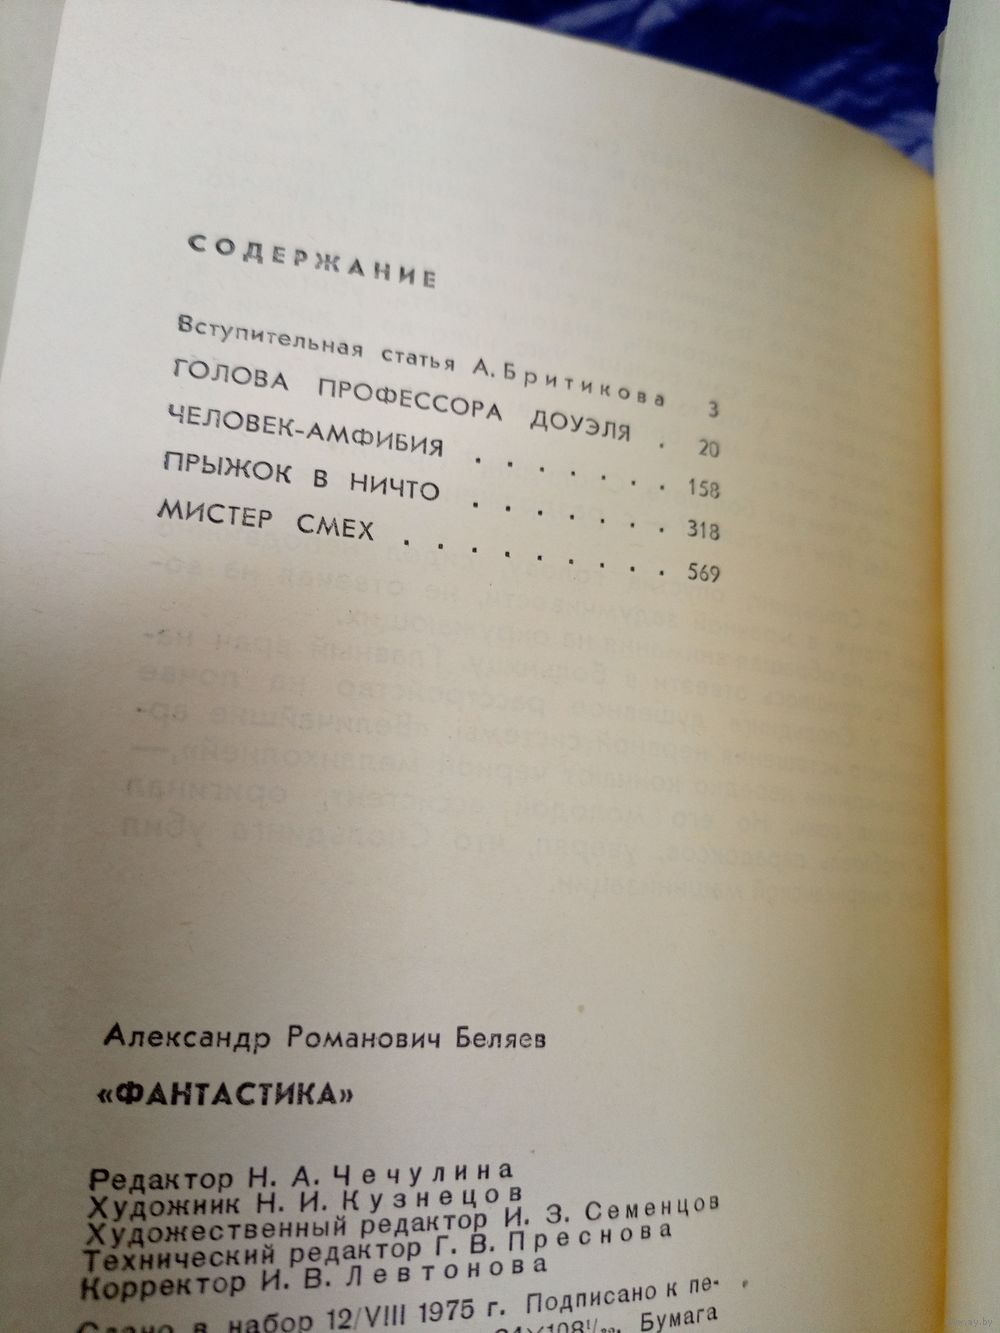 СОДЕРЖАНИЕ
Вступительная статья А. Бритикова 3
ГОЛОВА ПРОФЕССОРА ДОУЭЛЯ . 20
ЧЕЛОВЕК-АМФИБИЯ . . . . . . . 158
ПРЫЖОК В НИЧТО . . . . . . . 318
МИСТЕР СМЕХ . . . . . . . . . 569
Александр Романович Беляев
«ФАНТАСТИКА»
Редактор Н. А. Чечулина
Художник Н. И. Кузнецов
Художественный редактор И. З. Семенцов
Технический редактор Г. В. Преснова
Корректор И. В. Левтонова
Сдано в набор 12/VIII 1975 г. Подписано к пе-
Бумага